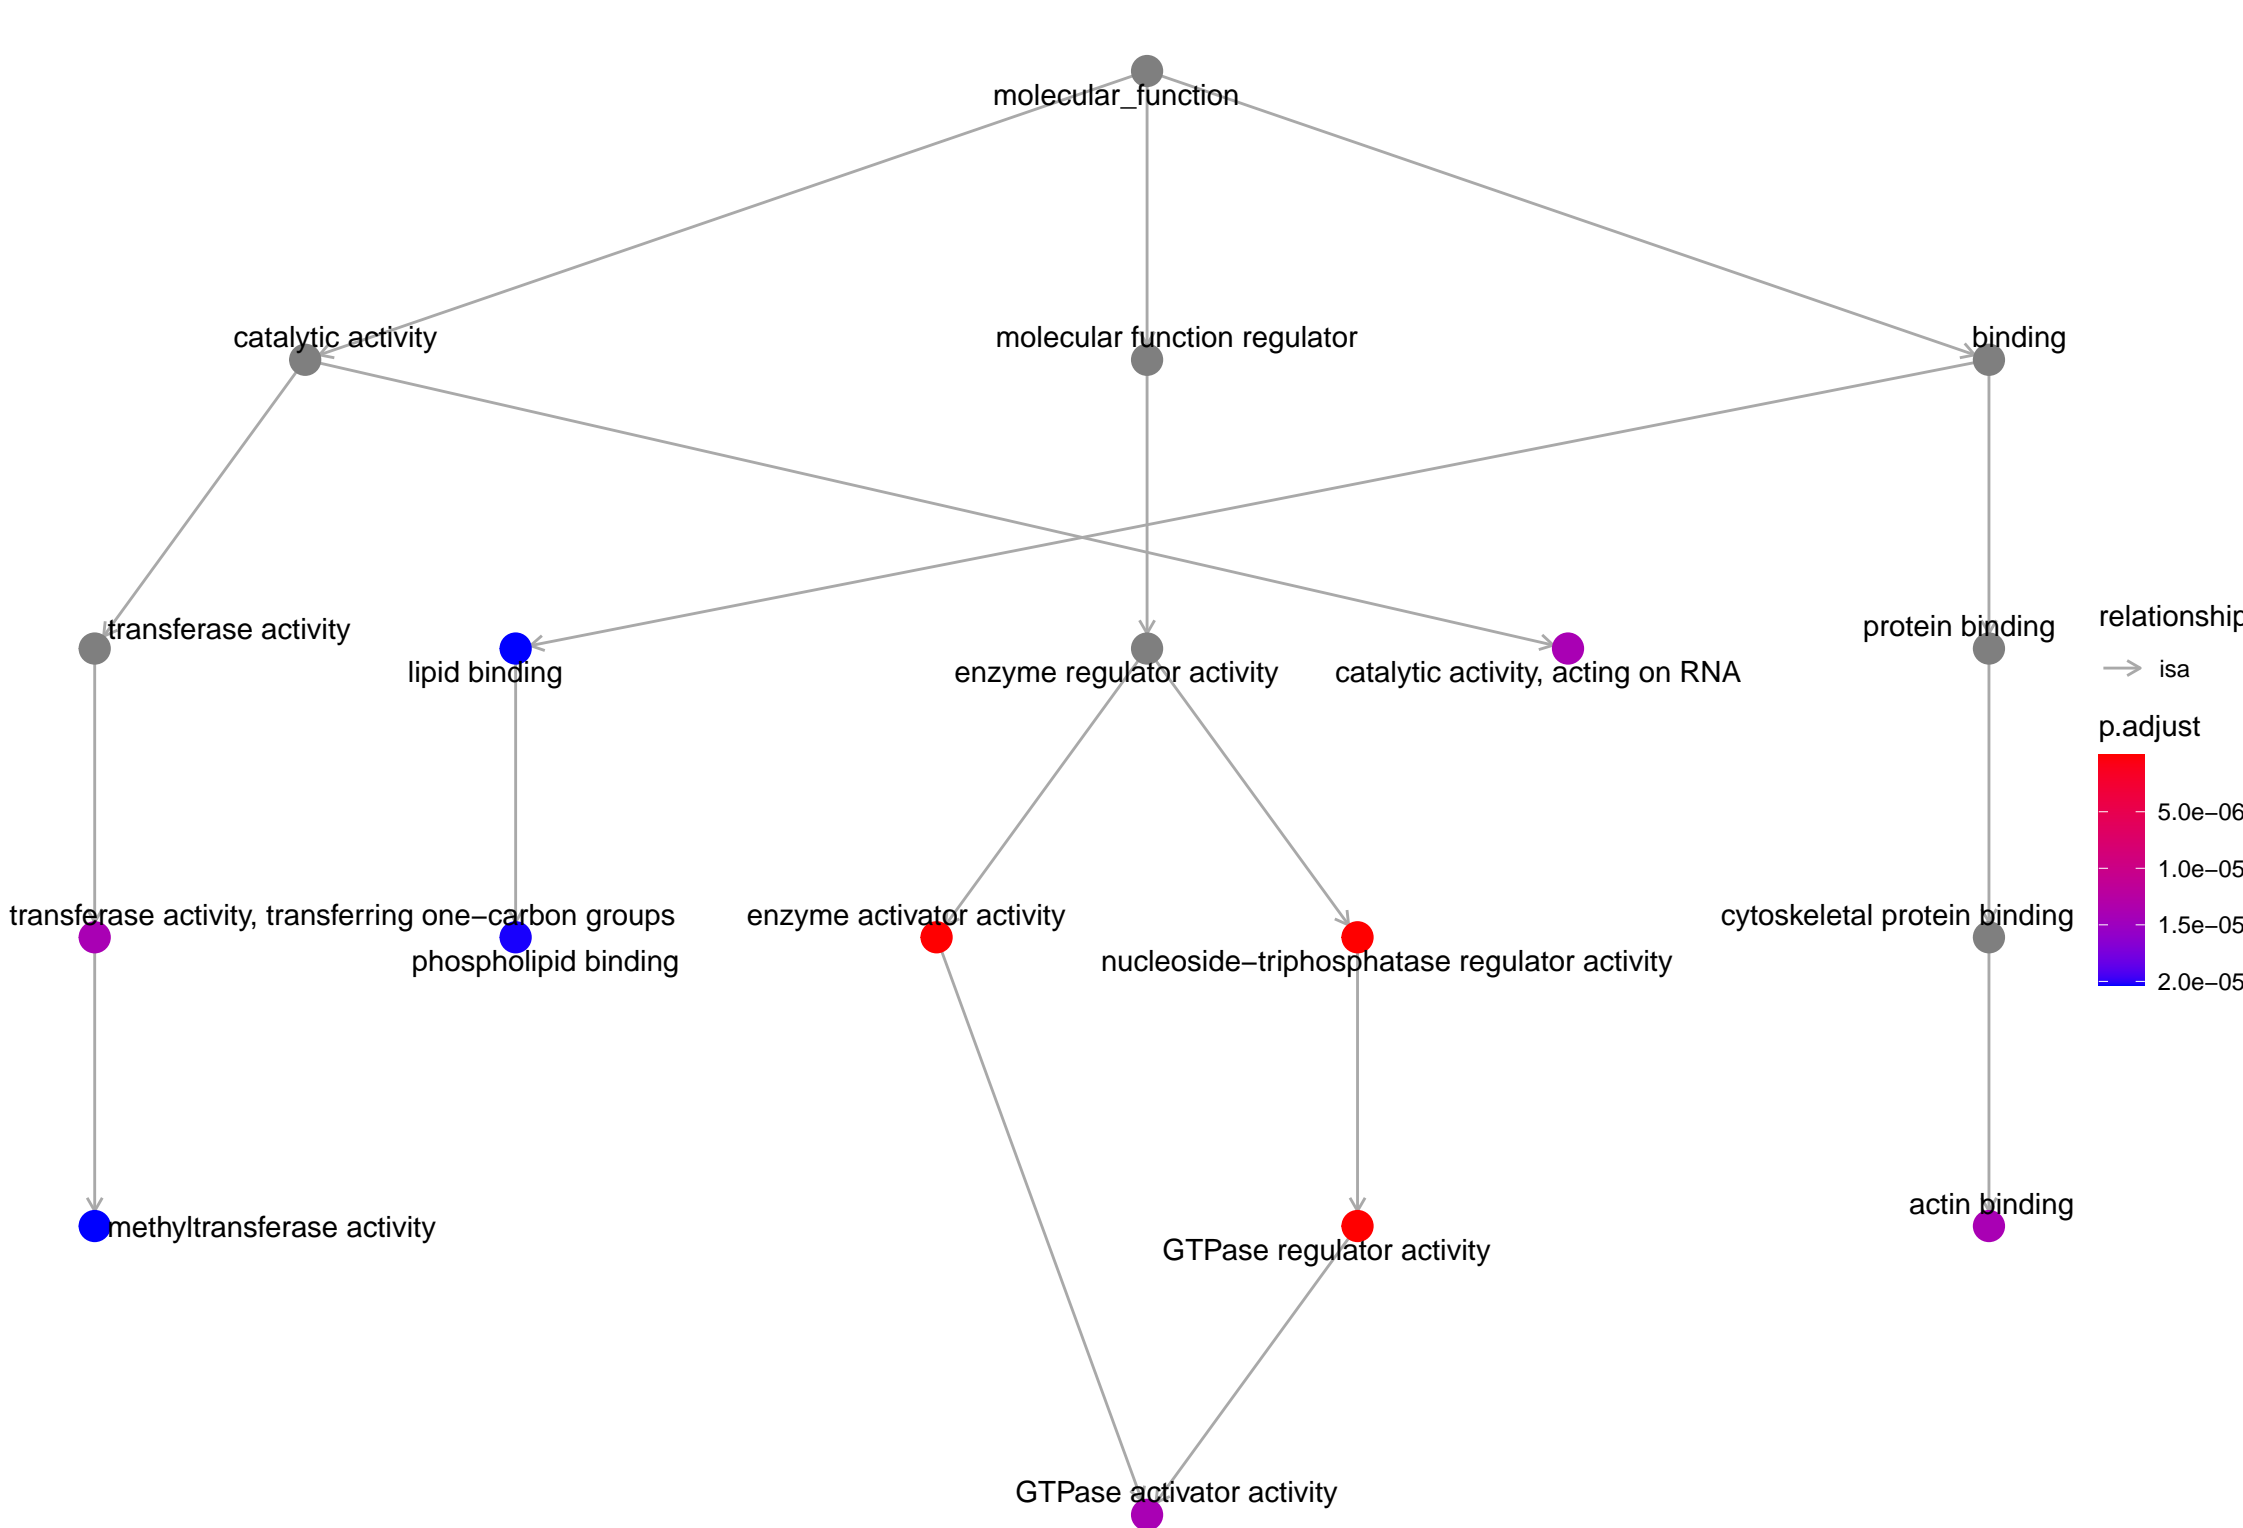 molecular_function
catalytic activity
molecular function regulator
binding
transferase activity
lipid binding
enzyme regulator activity
catalytic activity, acting on RNA
protein binding
transferase activity, transferring one−carbon groups
phospholipid binding
enzyme activator activity
nucleoside−triphosphatase regulator activity
cytoskeletal protein binding
methyltransferase activity
GTPase regulator activity
actin binding
GTPase activator activity
relationship
isa
p.adjust
5.0e−06
1.0e−05
1.5e−05
2.0e−05